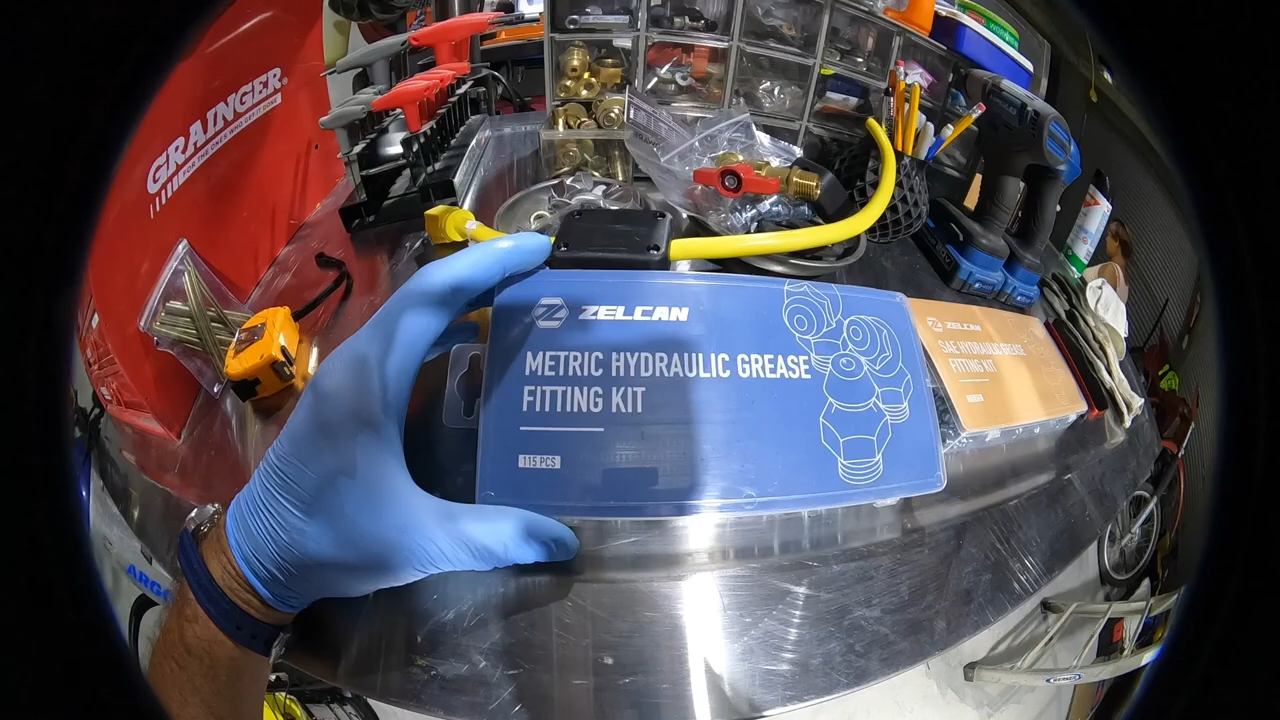 GRAINGER
FOR THE ONES WHO GET IT DONE
ZELCAN
METRIC HYDRAULIC GREASE
FITTING KIT
115 PCS
ZELCAN
SAE HYDRAULIC GREASE
FITTING KIT
WERNER